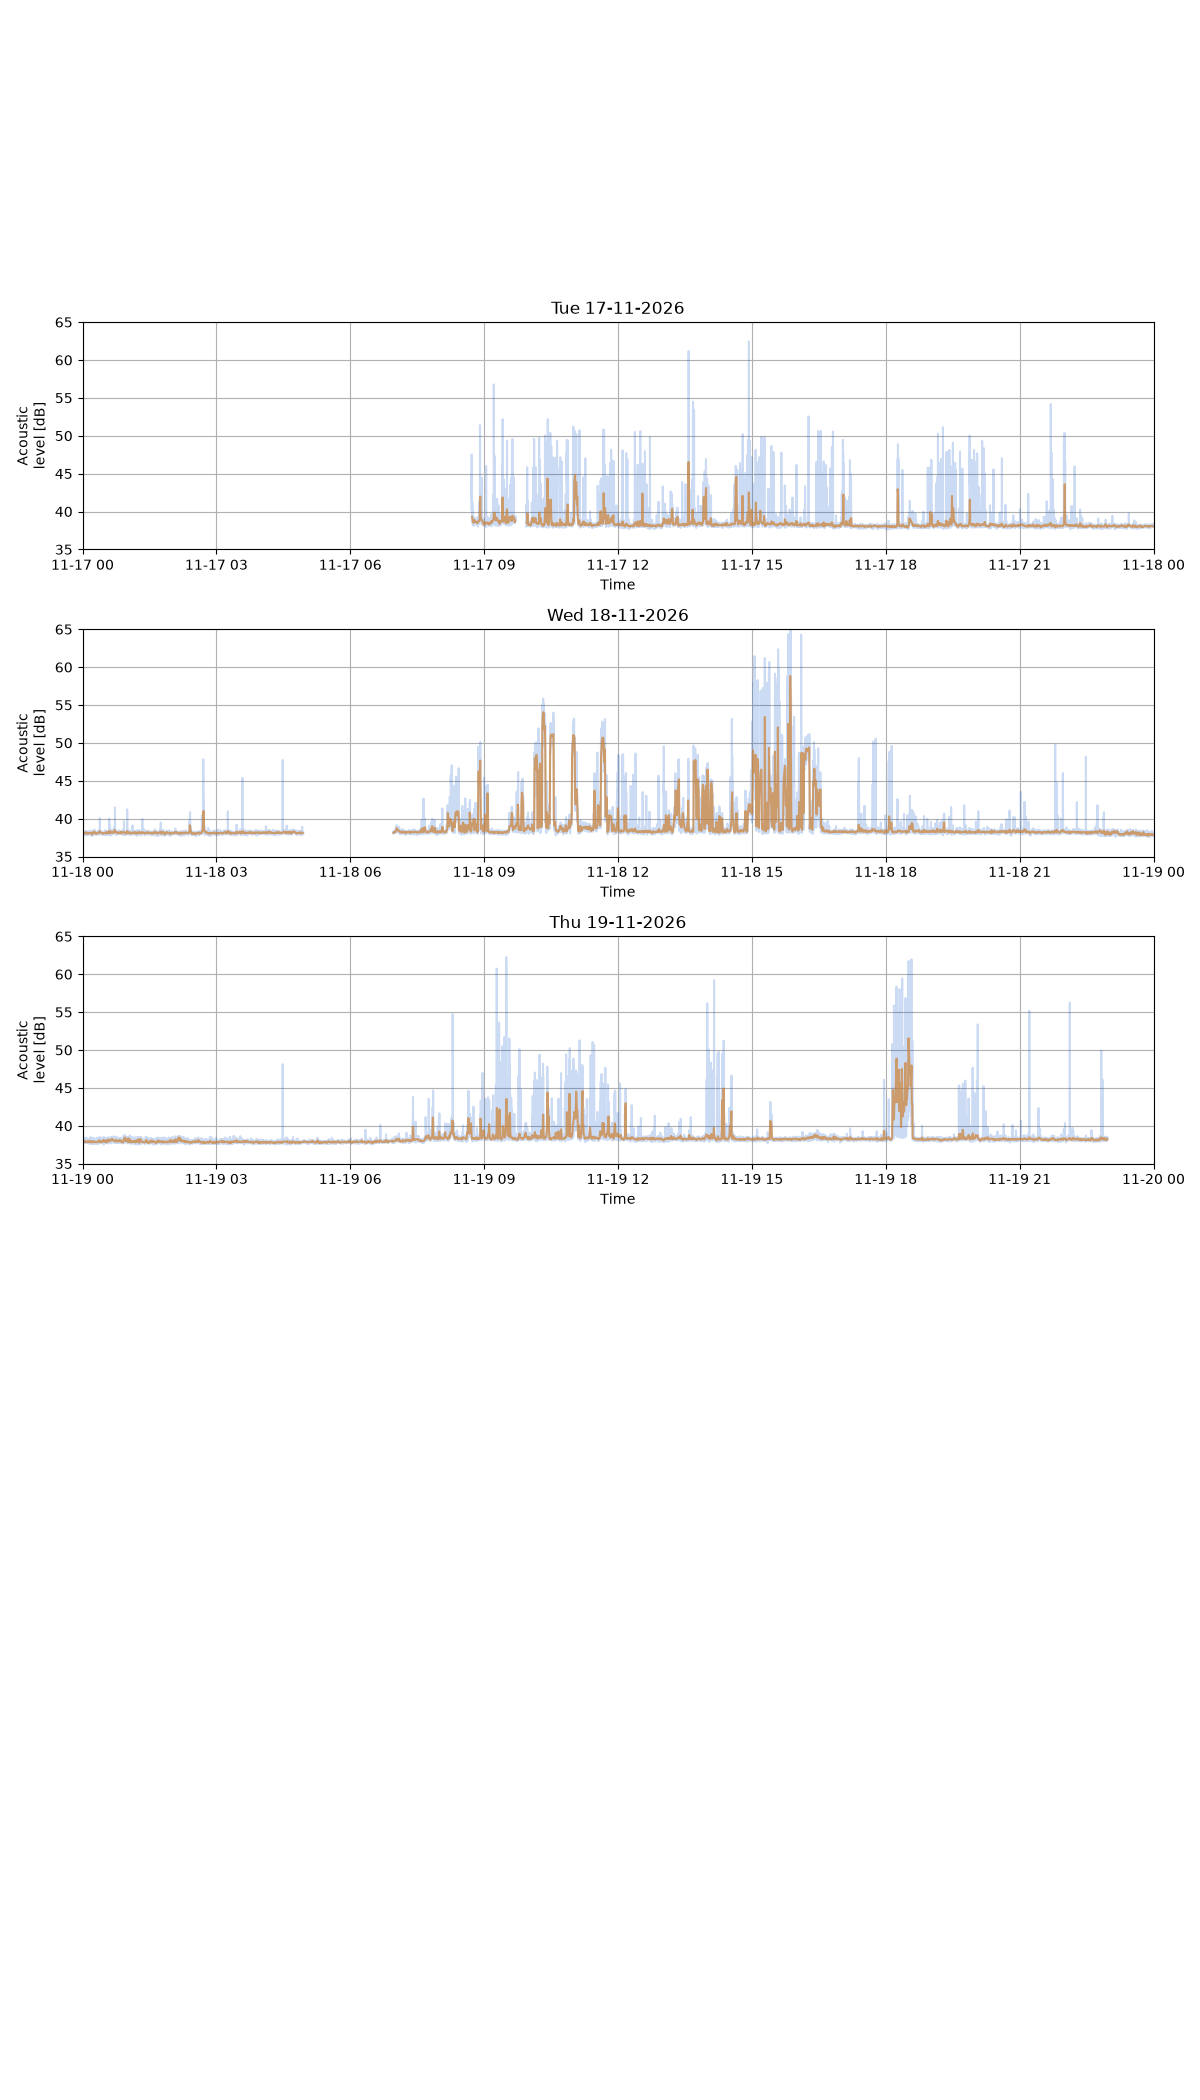 Tue 17-11-2026
65
60
55
50
45
40
35
Acoustic
level [dB]
11-17 00 11-17 03 11-17 06 11-17 09 11-17 12 11-17 15 11-17 18 11-17 21 11-18 00
Time
Wed 18-11-2026
65
60
55
50
45
40
35
Acoustic
level [dB]
11-18 00 11-18 03 11-18 06 11-18 09 11-18 12 11-18 15 11-18 18 11-18 21 11-19 00
Time
Thu 19-11-2026
65
60
55
50
45
40
35
Acoustic
level [dB]
11-19 00 11-19 03 11-19 06 11-19 09 11-19 12 11-19 15 11-19 18 11-19 21 11-20 00
Time